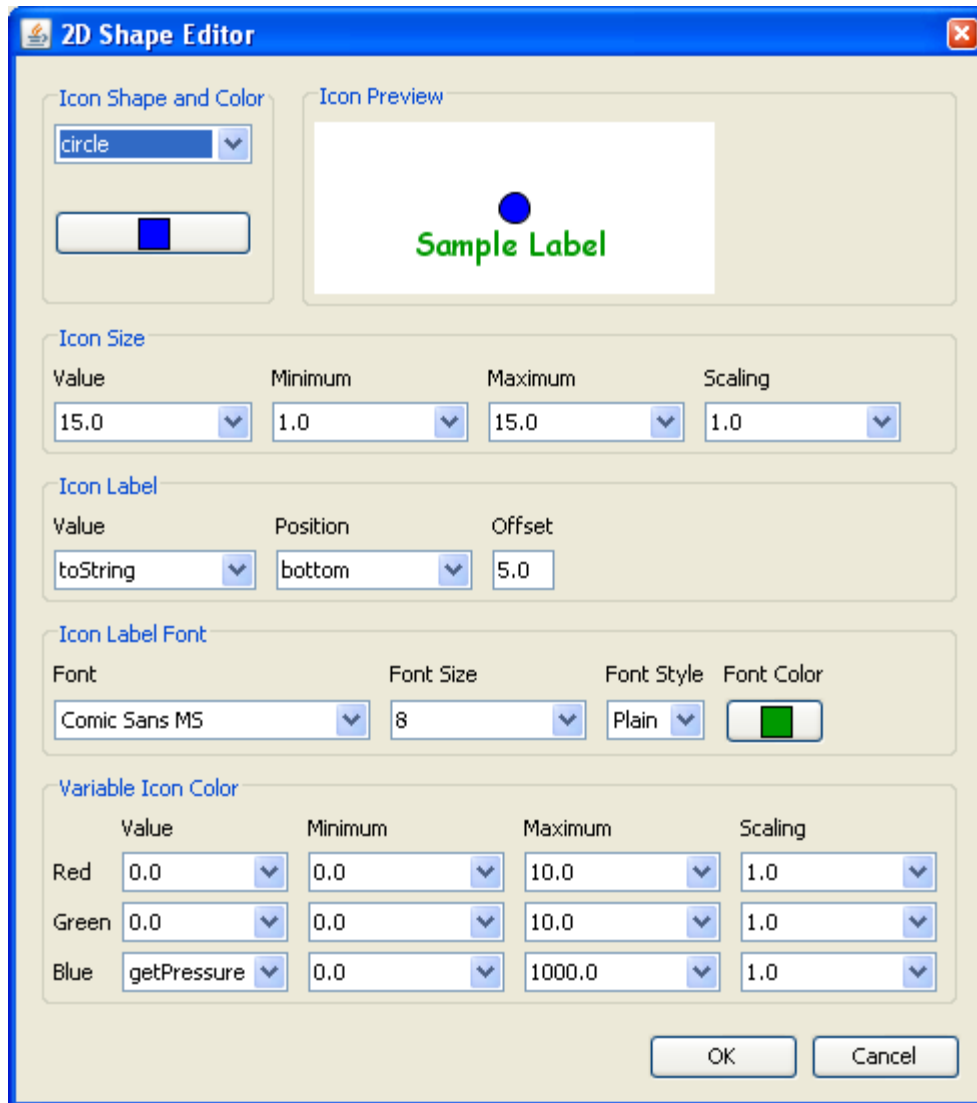 2D Shape Editor
Icon Shape and Color
circle
Icon Preview
Sample Label
Icon Size
Value Minimum Maximum Scaling
15.0 1.0 15.0 1.0
Icon Label
Value Position Offset
toString bottom 5.0
Icon Label Font
Font Font Size Font Style Font Color
Comic Sans MS 8 Plain
Variable Icon Color
Value Minimum Maximum Scaling
Red 0.0 0.0 10.0 1.0
Green 0.0 0.0 10.0 1.0
Blue getPressure 0.0 1000.0 1.0
OK Cancel